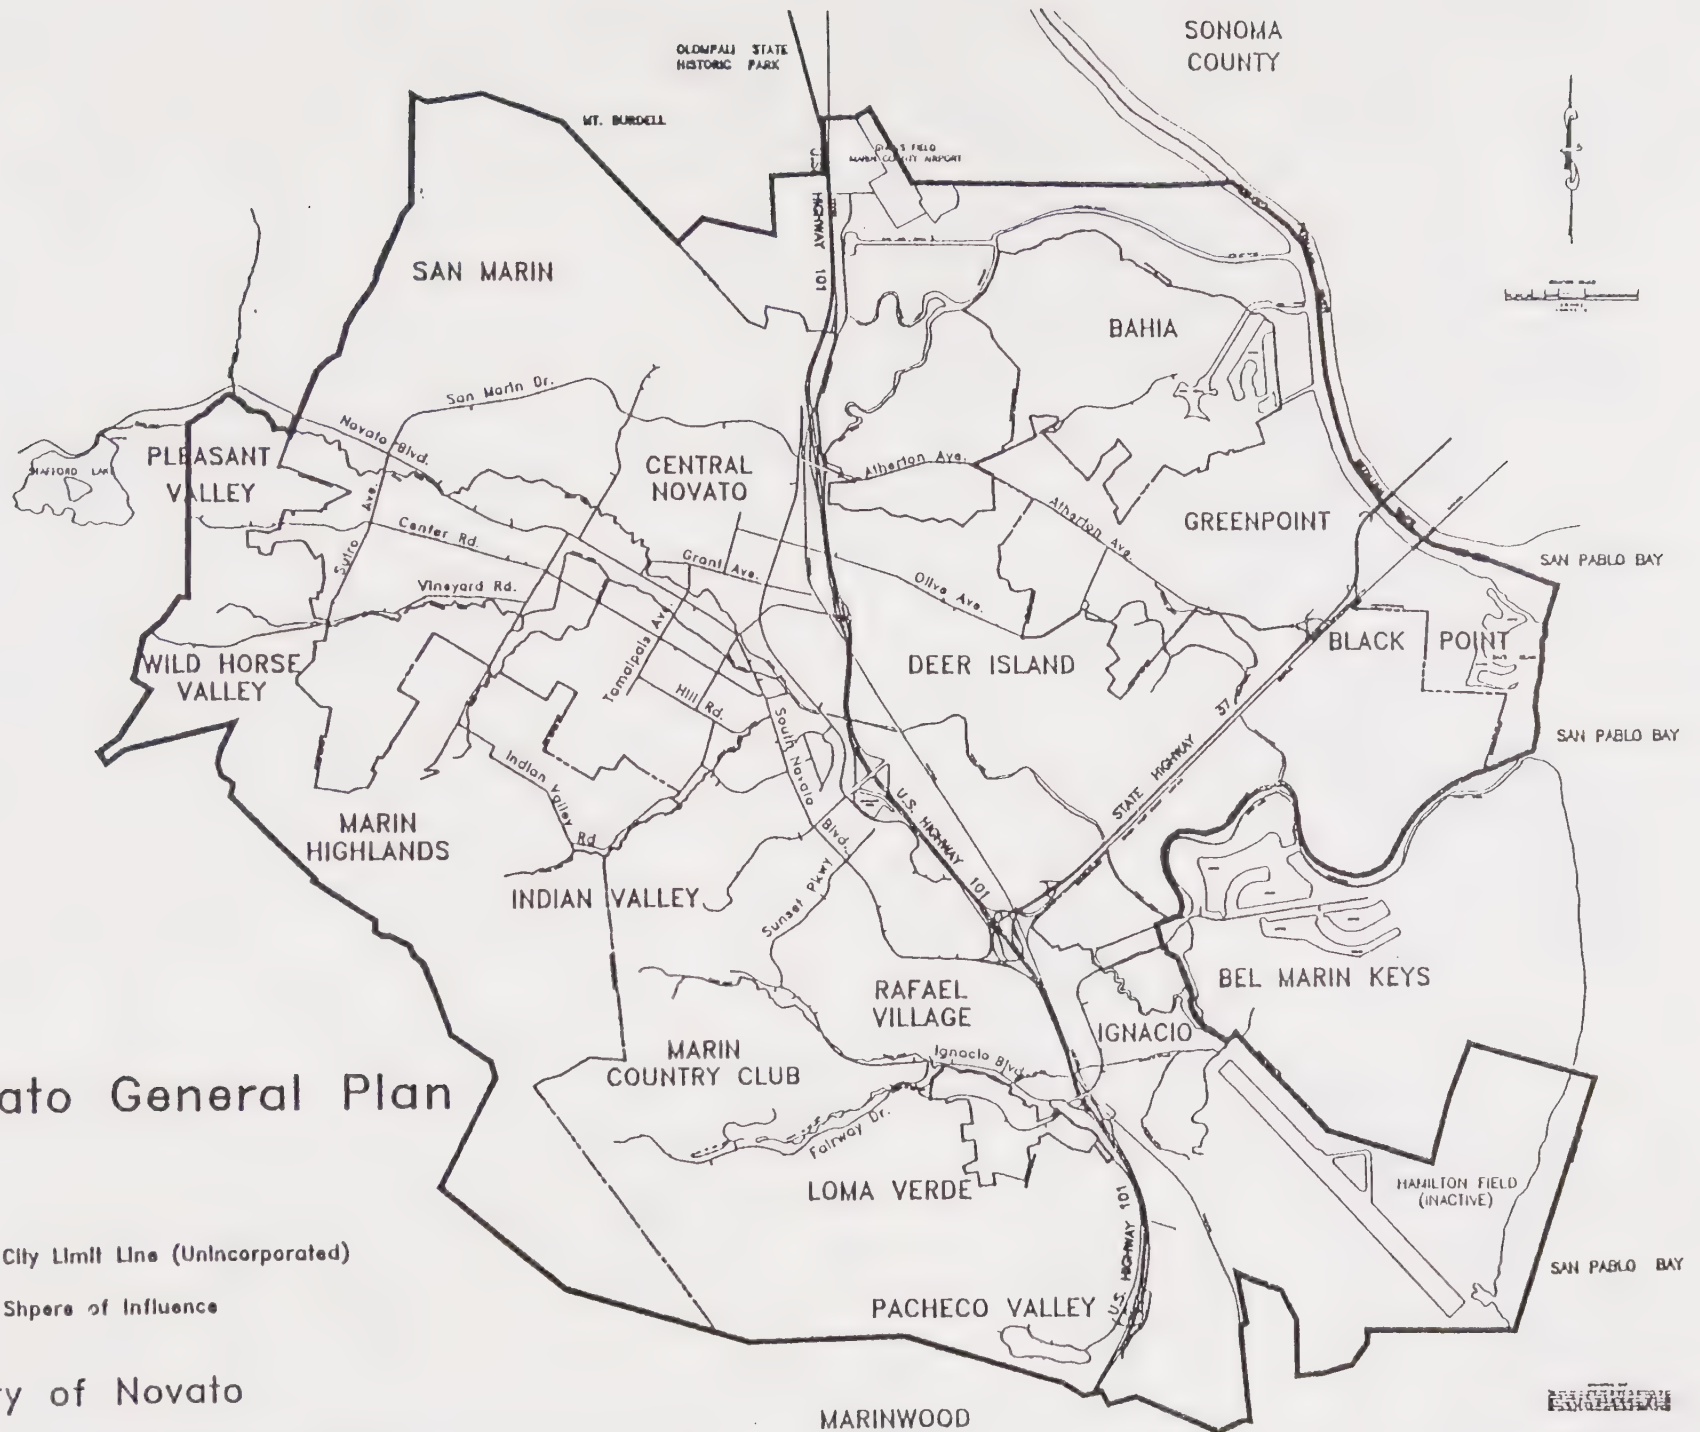 SONOMA
COUNTY
OLOMPALI STATE
HISTORIC PARK
MT. BURDELL
MARIN COUNTY AIRPORT
U.S. HIGHWAY 101
SAN MARIN
BAHIA
San Marin Dr.
Novato Blvd.
PLEASANT
VALLEY
STAFFORD LAKE
CENTRAL
NOVATO
Atherton Ave.
Atherton Ave.
GREENPOINT
Sutro Ave.
Center Rd.
Grant Ave.
Olive Ave.
SAN PABLO BAY
Vineyard Rd.
Tamalpais Ave.
BLACK POINT
WILD HORSE
VALLEY
DEER ISLAND
Hill Rd.
South Novato Blvd.
STATE HIGHWAY 37
SAN PABLO BAY
Indian Valley Rd
U.S. HIGHWAY 101
MARIN
HIGHLANDS
INDIAN VALLEY
Sunset Pkwy
BEL MARIN KEYS
RAFAEL
VILLAGE
IGNACIO
MARIN
COUNTRY CLUB
Ignacio Blvd.
ato General Plan
Fairway Dr.
LOMA VERDE
HAMILTON FIELD
(INACTIVE)
U.S. HIGHWAY 101
City Limit Line (Unincorporated)
SAN PABLO BAY
Shpere of Influence
PACHECO VALLEY
y of Novato
MARINWOOD